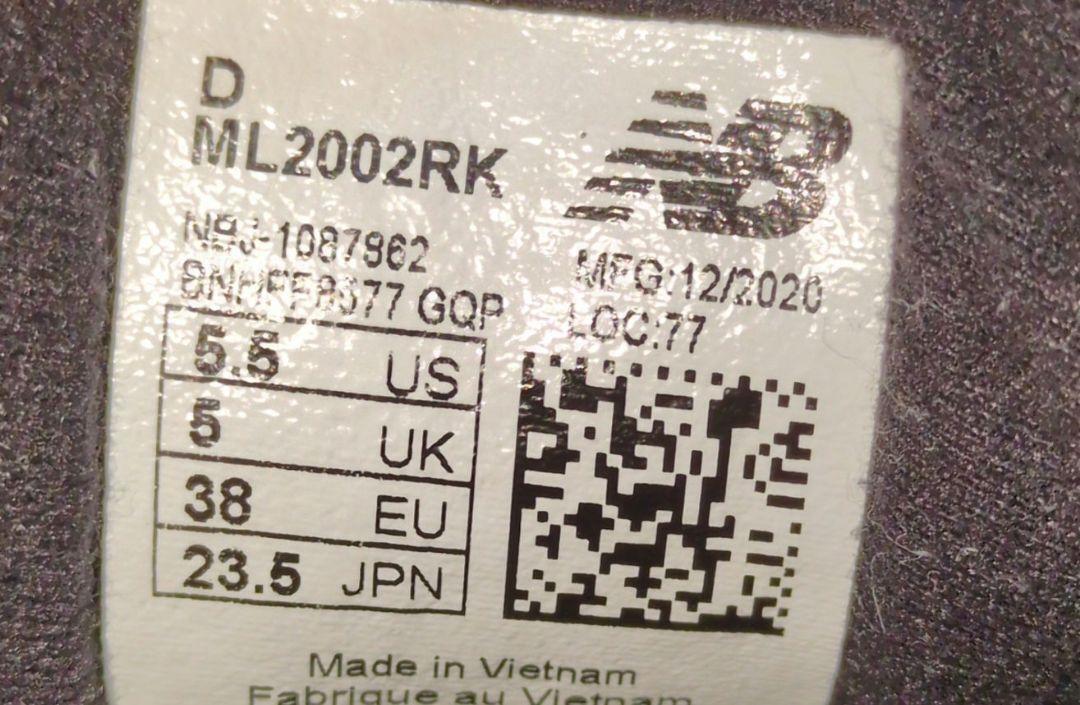 D
ML2002RK
NBJ-1087862
GQP
MFG:12/2020
LOC:77
5.5 US
5 UK
38 EU
23.5 JPN
Made in Vietnam
Fabrique au Vietnam